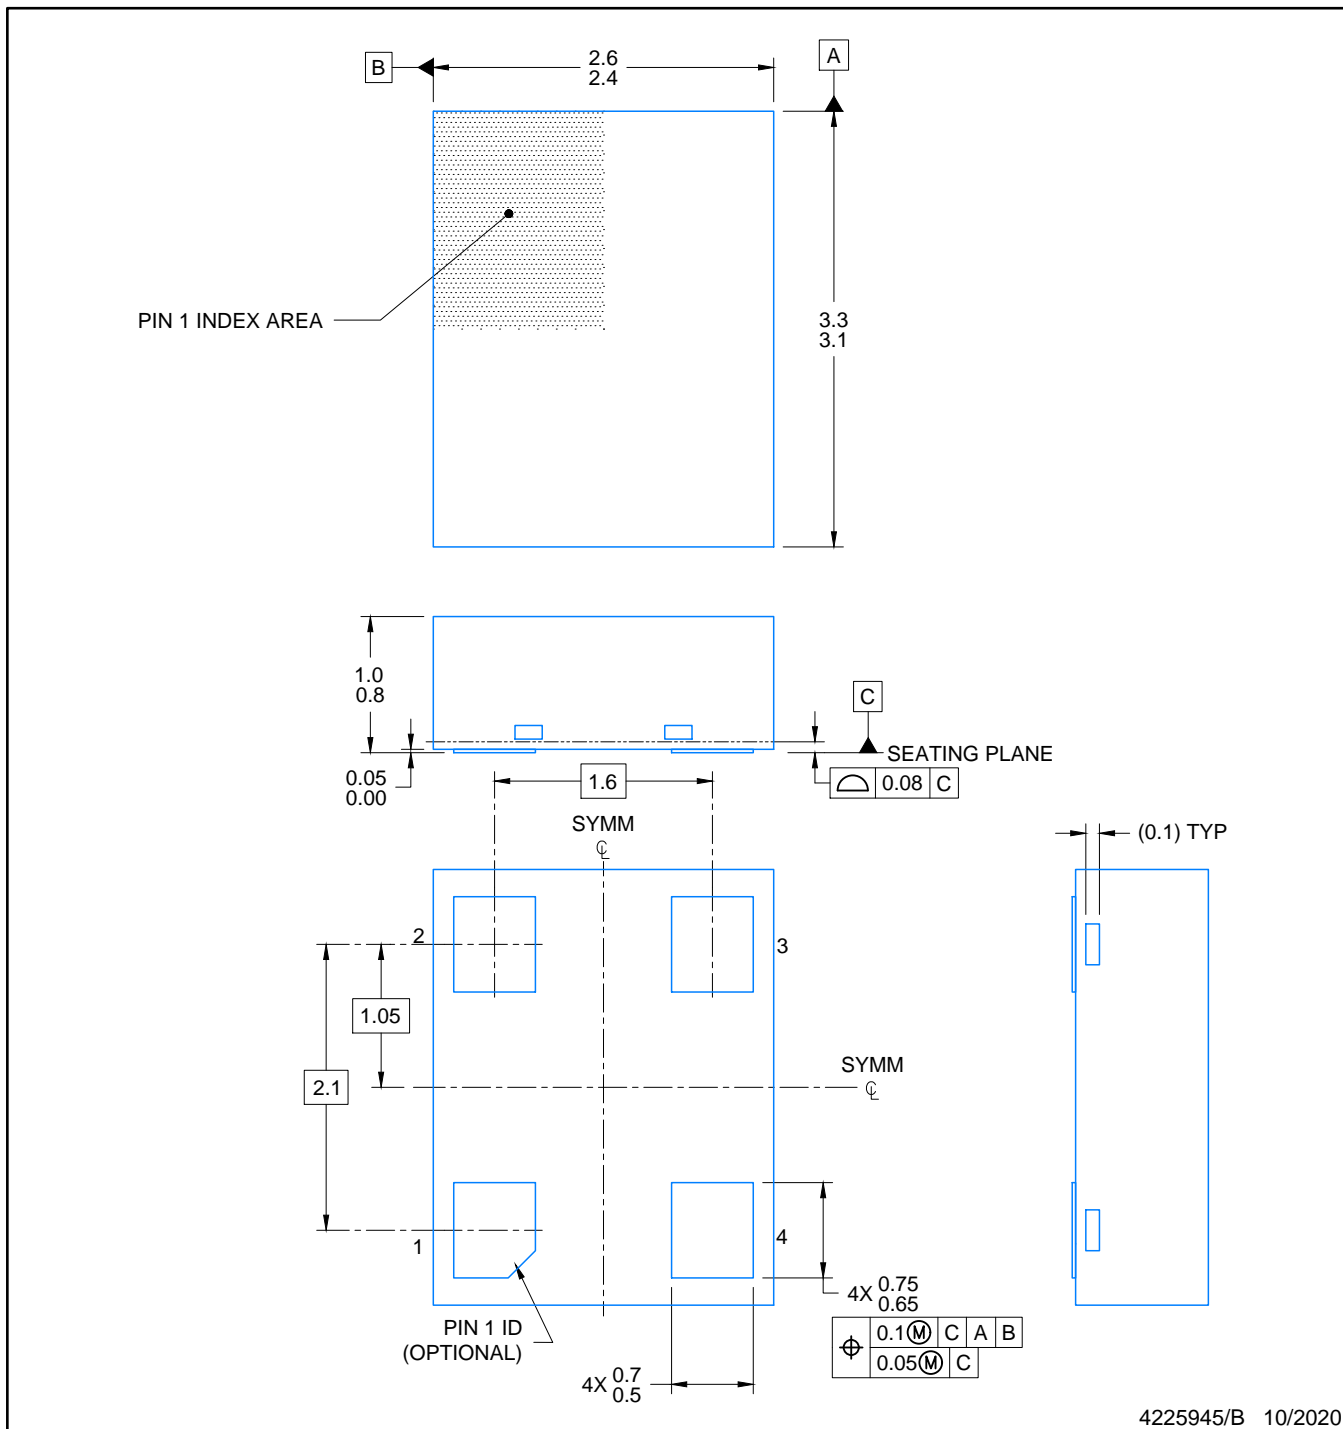 B
2.6
2.4
A
PIN 1 INDEX AREA
3.3
3.1
1.0
0.8
C
SEATING PLANE
0.05
0.00
1.6
0.08 C
SYMM
℄
(0.1) TYP
2
3
1.05
SYMM
℄
2.1
1
4
4X 0.75
0.65
0.1Ⓜ C A B
0.05Ⓜ C
PIN 1 ID
(OPTIONAL)
4X 0.7
0.5
4225945/B 10/2020